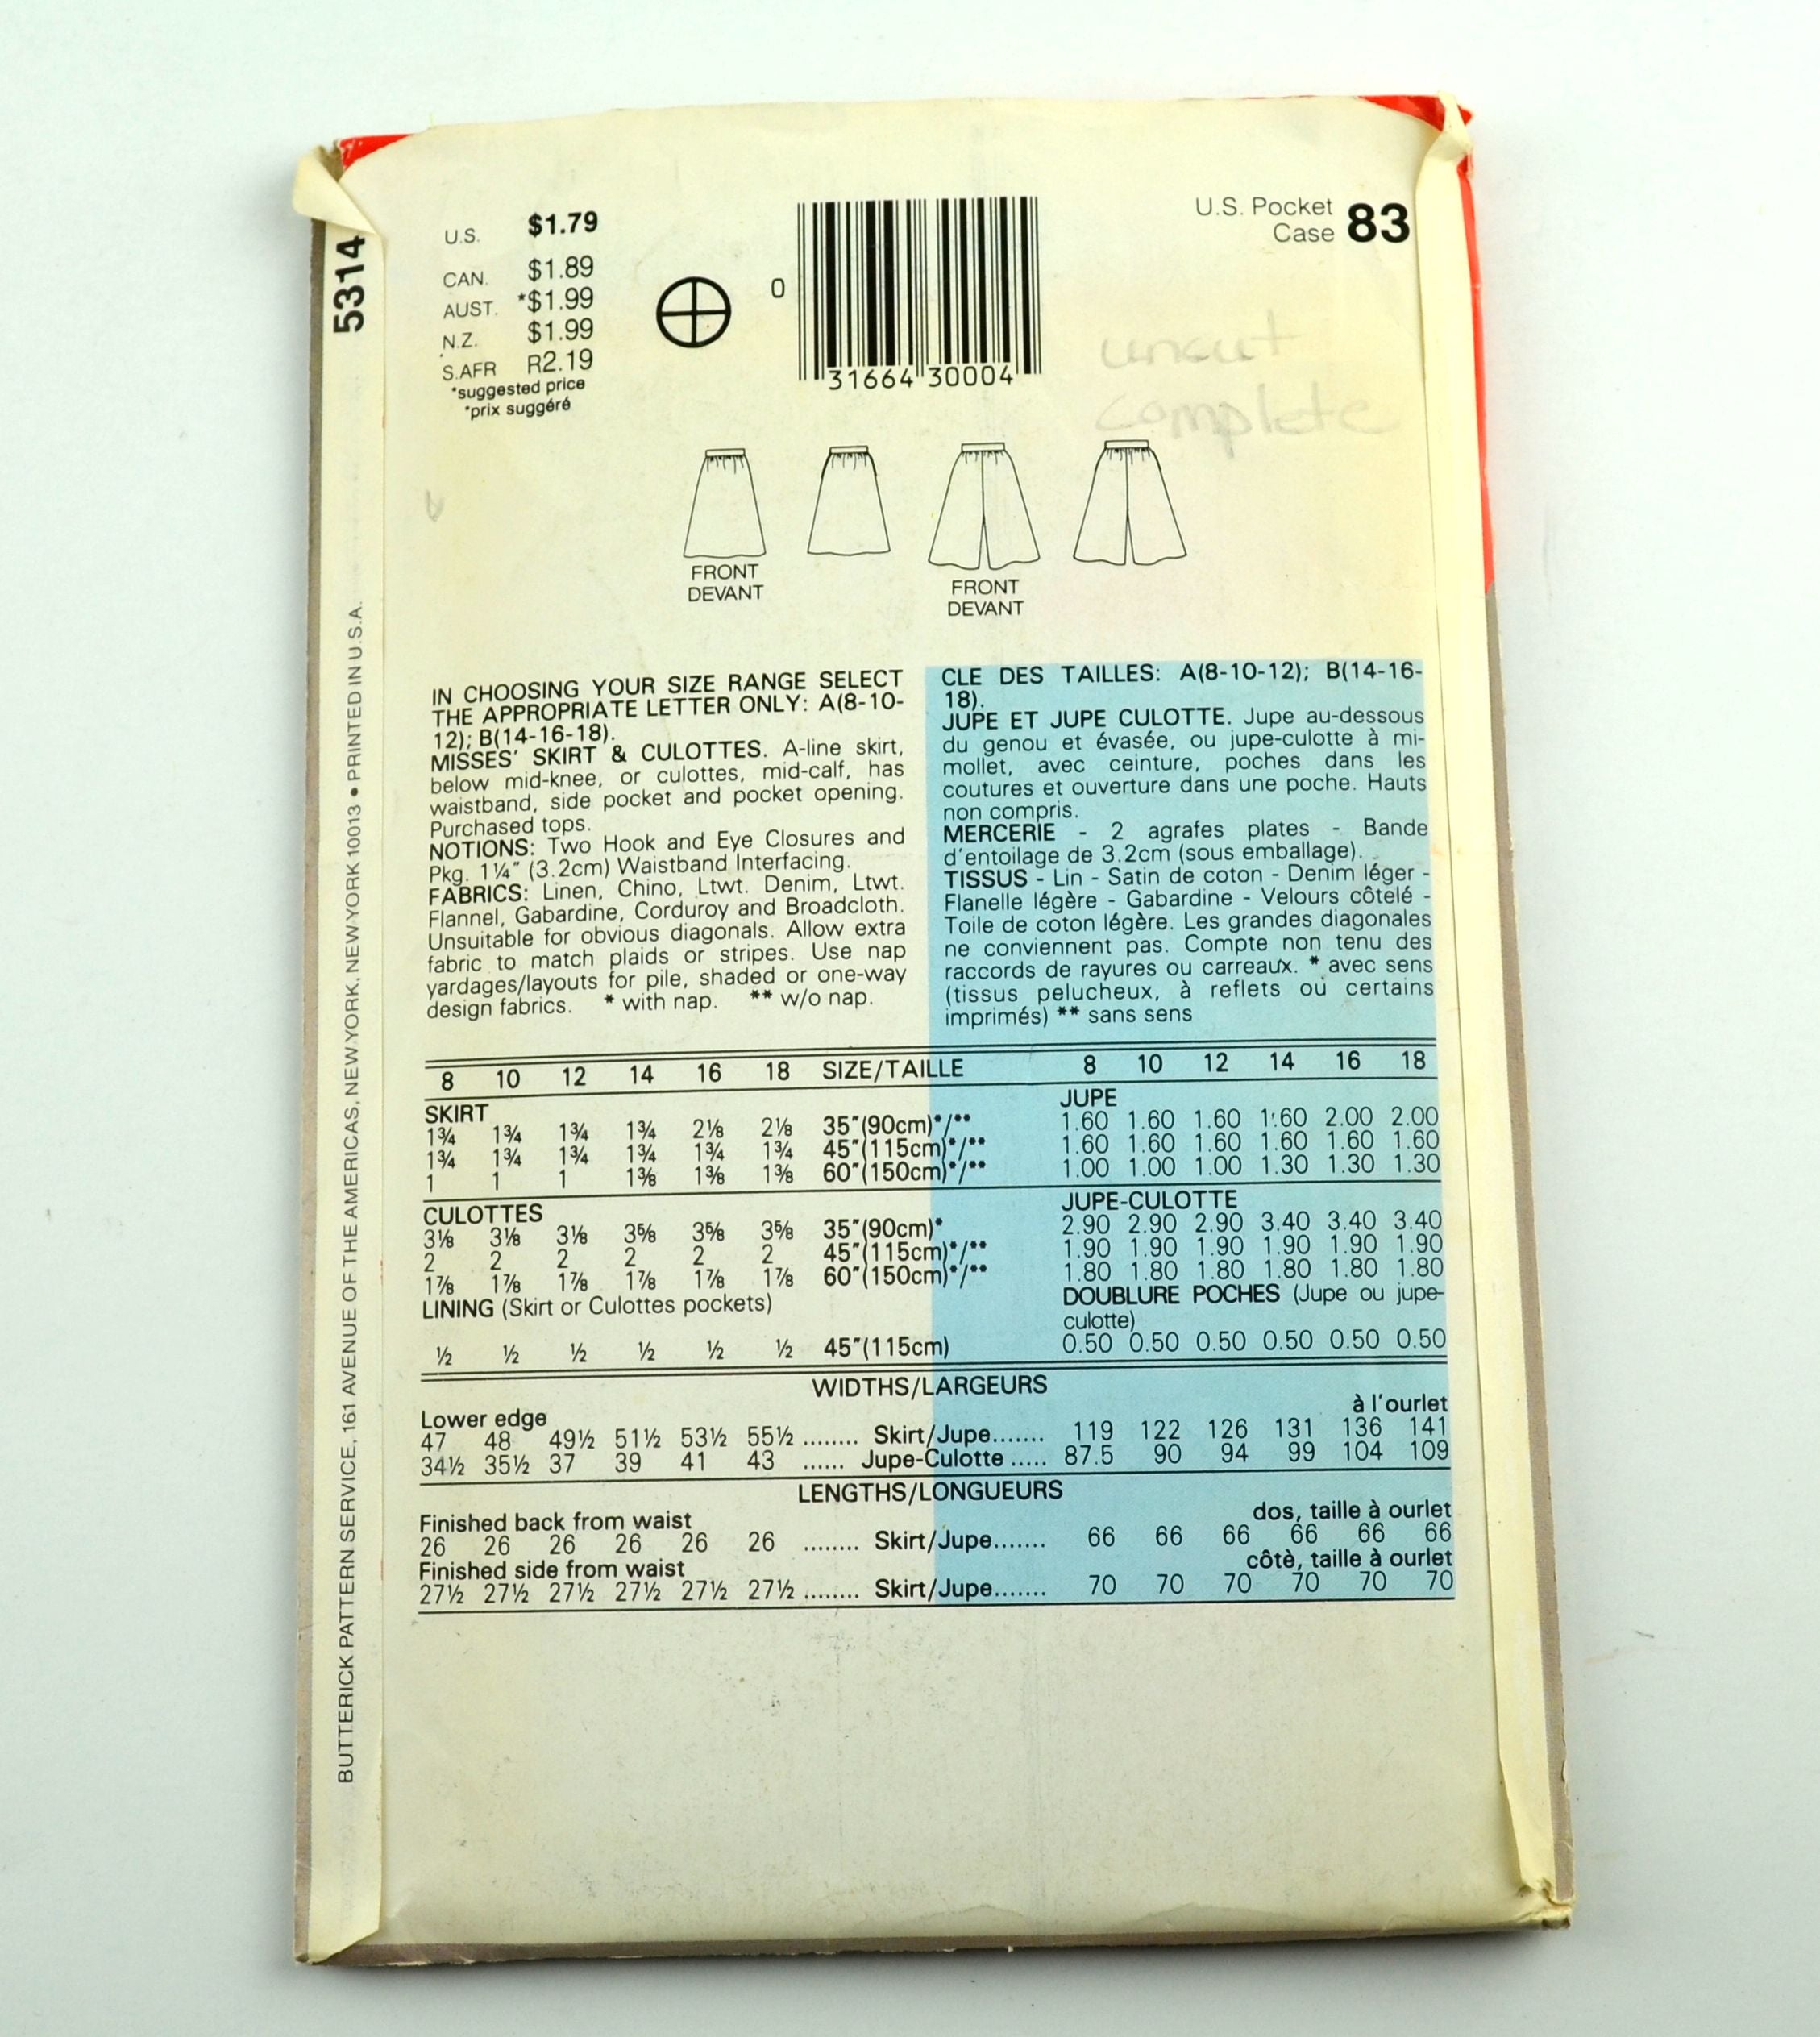 5314
BUTTERICK PATTERN SERVICE, 161 AVENUE OF THE AMERICAS, NEW YORK, NEW YORK 10013 • PRINTED IN U.S.A.
U.S. $1.79
CAN. $1.89
AUST. *$1.99
N.Z. $1.99
S.AFR R2.19
*suggested price
*prix suggéré
0
31664 30004
U.S. Pocket
Case 83
uncut
complete
FRONT
DEVANT
FRONT
DEVANT
IN CHOOSING YOUR SIZE RANGE SELECT
THE APPROPRIATE LETTER ONLY: A(8-10-
12); B(14-16-18).
MISSES' SKIRT & CULOTTES. A-line skirt,
below mid-knee, or culottes, mid-calf, has
waistband, side pocket and pocket opening.
Purchased tops.
NOTIONS: Two Hook and Eye Closures and
Pkg. 1¼" (3.2cm) Waistband Interfacing.
FABRICS: Linen, Chino, Ltwt. Denim, Ltwt.
Flannel, Gabardine, Corduroy and Broadcloth.
Unsuitable for obvious diagonals. Allow extra
fabric to match plaids or stripes. Use nap
yardages/layouts for pile, shaded or one-way
design fabrics. * with nap. ** w/o nap.
CLE DES TAILLES: A(8-10-12); B(14-16-
18).
JUPE ET JUPE CULOTTE. Jupe au-dessous
du genou et évasée, ou jupe-culotte à mi-
mollet, avec ceinture, poches dans les
coutures et ouverture dans une poche. Hauts
non compris.
MERCERIE - 2 agrafes plates - Bande
d'entoilage de 3.2cm (sous emballage).
TISSUS - Lin - Satin de coton - Denim léger -
Flanelle légère - Gabardine - Velours côtelé -
Toile de coton légère. Les grandes diagonales
ne conviennent pas. Compte non tenu des
raccords de rayures ou carreaux. * avec sens
(tissus pelucheux, à reflets ou certains
imprimés) ** sans sens
8 10 12 14 16 18 SIZE/TAILLE 8 10 12 14 16 18
SKIRT JUPE
1¾ 1¾ 1¾ 1¾ 2⅛ 2⅛ 35"(90cm)*/** 1.60 1.60 1.60 1.60 2.00 2.00
1¾ 1¾ 1¾ 1¾ 1¾ 1¾ 45"(115cm)*/** 1.60 1.60 1.60 1.60 1.60 1.60
1 1 1 1⅜ 1⅜ 1⅜ 60"(150cm)*/** 1.00 1.00 1.00 1.30 1.30 1.30
CULOTTES JUPE-CULOTTE
3⅛ 3⅛ 3⅛ 3⅝ 3⅝ 3⅝ 35"(90cm)* 2.90 2.90 2.90 3.40 3.40 3.40
2 2 2 2 2 2 45"(115cm)*/** 1.90 1.90 1.90 1.90 1.90 1.90
1⅞ 1⅞ 1⅞ 1⅞ 1⅞ 1⅞ 60"(150cm)*/** 1.80 1.80 1.80 1.80 1.80 1.80
LINING (Skirt or Culottes pockets) DOUBLURE POCHES (Jupe ou jupe-
culotte)
½ ½ ½ ½ ½ ½ 45"(115cm) 0.50 0.50 0.50 0.50 0.50 0.50
WIDTHS/LARGEURS
Lower edge à l'ourlet
47 48 49½ 51½ 53½ 55½ ........ Skirt/Jupe....... 119 122 126 131 136 141
34½ 35½ 37 39 41 43 ...... Jupe-Culotte ..... 87.5 90 94 99 104 109
LENGTHS/LONGUEURS
Finished back from waist dos, taille à ourlet
26 26 26 26 26 26 ........ Skirt/Jupe....... 66 66 66 66 66 66
Finished side from waist côtè, taille à ourlet
27½ 27½ 27½ 27½ 27½ 27½ ........ Skirt/Jupe....... 70 70 70 70 70 70